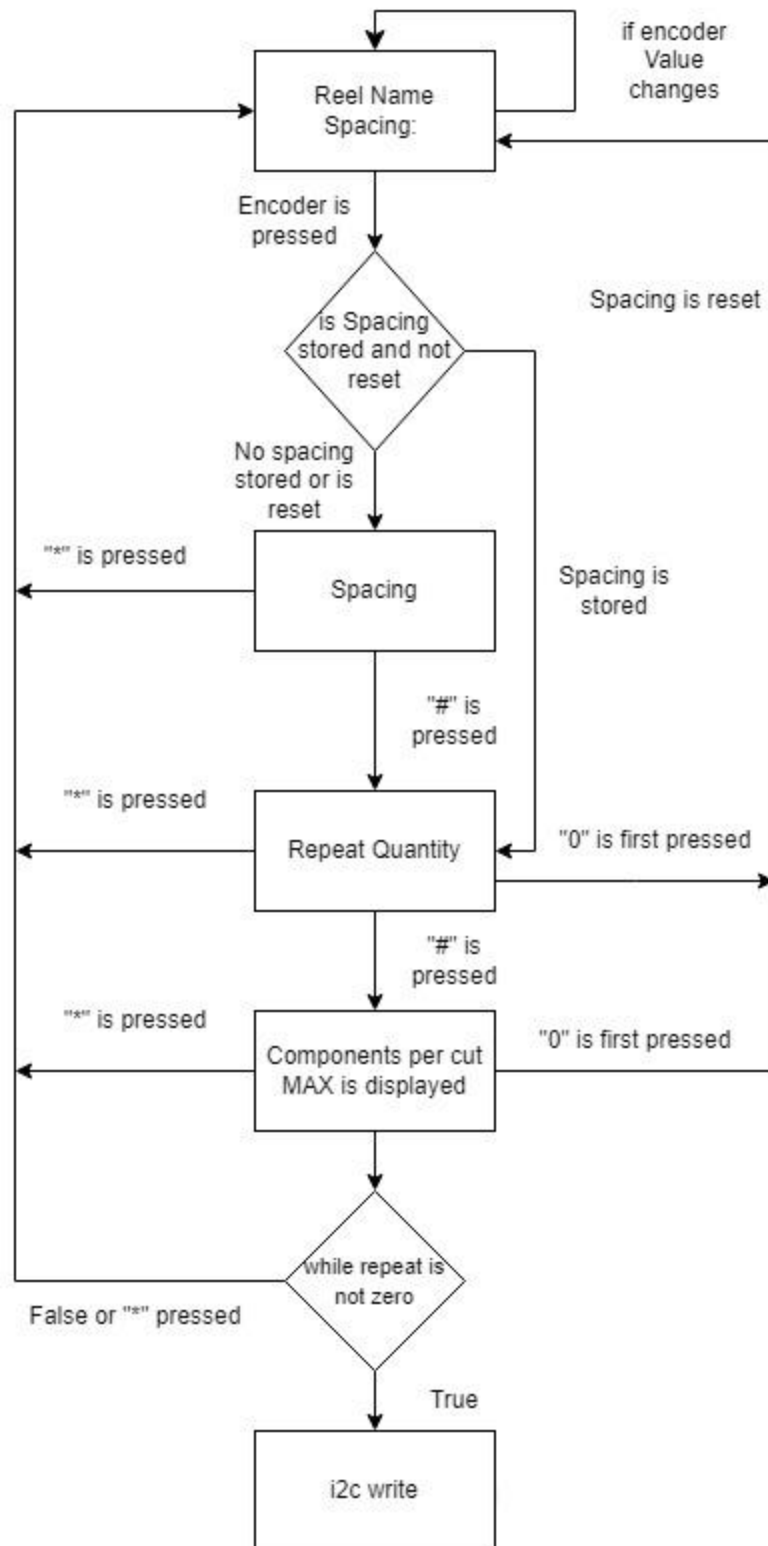 if encoder
Value
changes
Reel Name
Spacing:
Encoder is
pressed
Spacing is reset
is Spacing
stored and not
reset
No spacing
stored or is
reset
"*" is pressed
Spacing
Spacing is
stored
"#" is
pressed
"*" is pressed
Repeat Quantity
"0" is first pressed
"#" is
pressed
"*" is pressed
Components per cut
MAX is displayed
"0" is first pressed
while repeat is
not zero
False or "*" pressed
True
i2c write